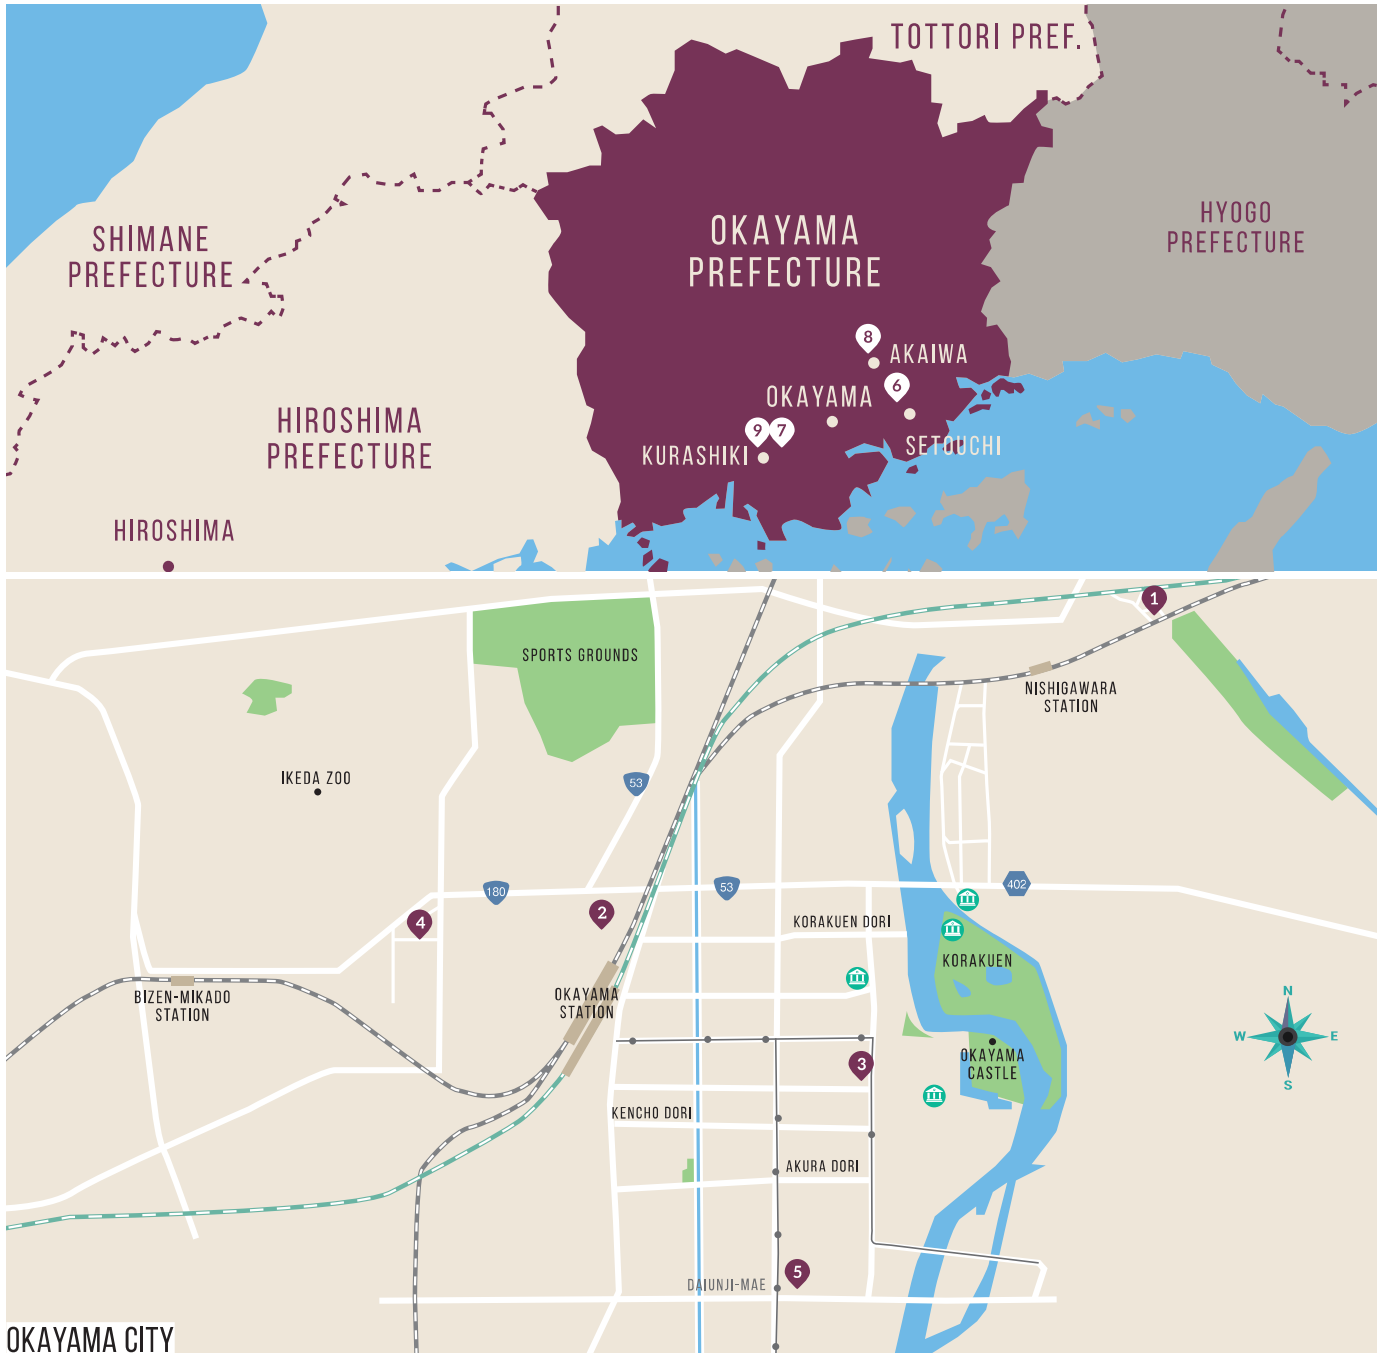 TOTTORI PREF.
SHIMANE
PREFECTURE
OKAYAMA
PREFECTURE
HYOGO
PREFECTURE
8
AKAIWA
6
OKAYAMA
SETOUCHI
9
7
KURASHIKI
HIROSHIMA
PREFECTURE
HIROSHIMA
1
SPORTS GROUNDS
NISHIGAWARA
STATION
IKEDA ZOO
53
180
53
402
4
2
KORAKUEN DORI
KORAKUEN
BIZEN-MIKADO
STATION
OKAYAMA
STATION
N
W
E
S
3
OKAYAMA
CASTLE
KENCHO DORI
AKURA DORI
5
DAIUNJI-MAE
OKAYAMA CITY